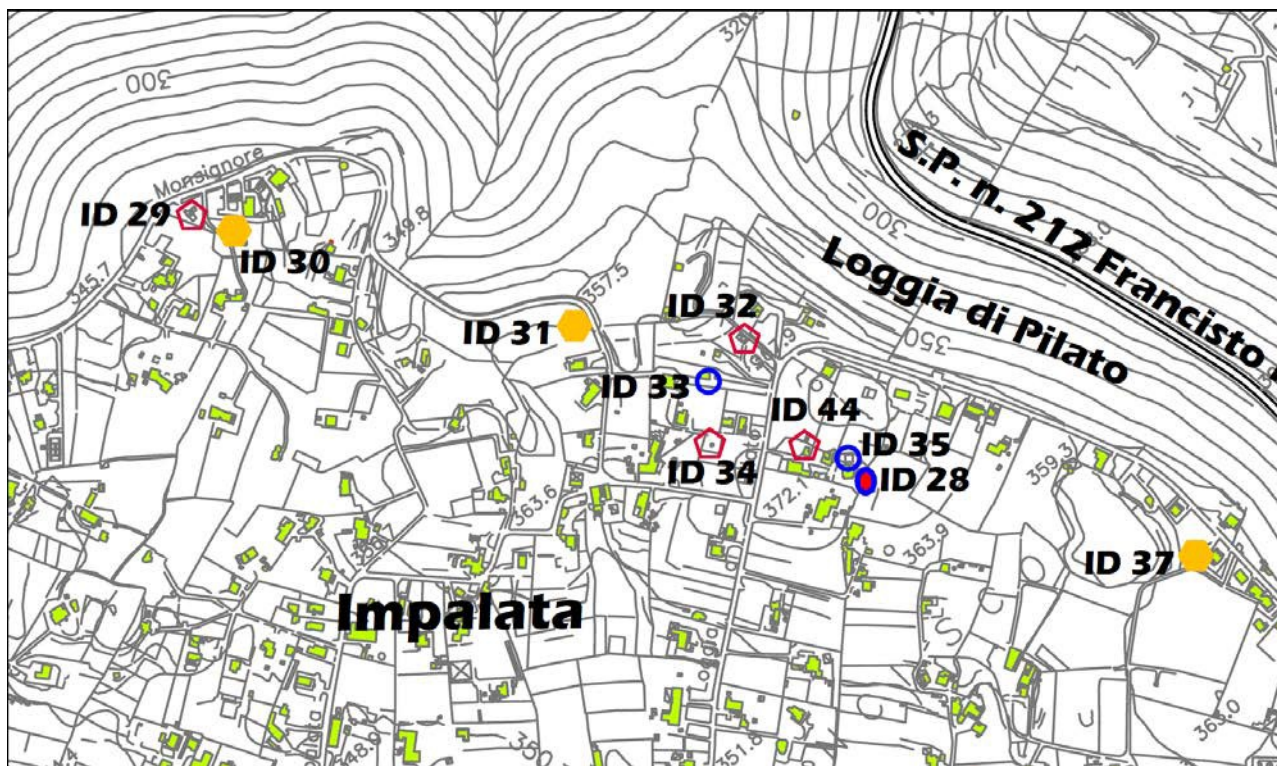 320.
300
S.P. n. 212 Francisto
Monsignore
ID 29
349.8
300
ID 30
345.7
Loggia di Pilato
357.5
ID 32
ID 31
350
ID 33
ID 44
ID 35
ID 34
372.1
ID 28
359.3
363.6
363.9
ID 37
Impalata
363.0
348.9
351.8
350